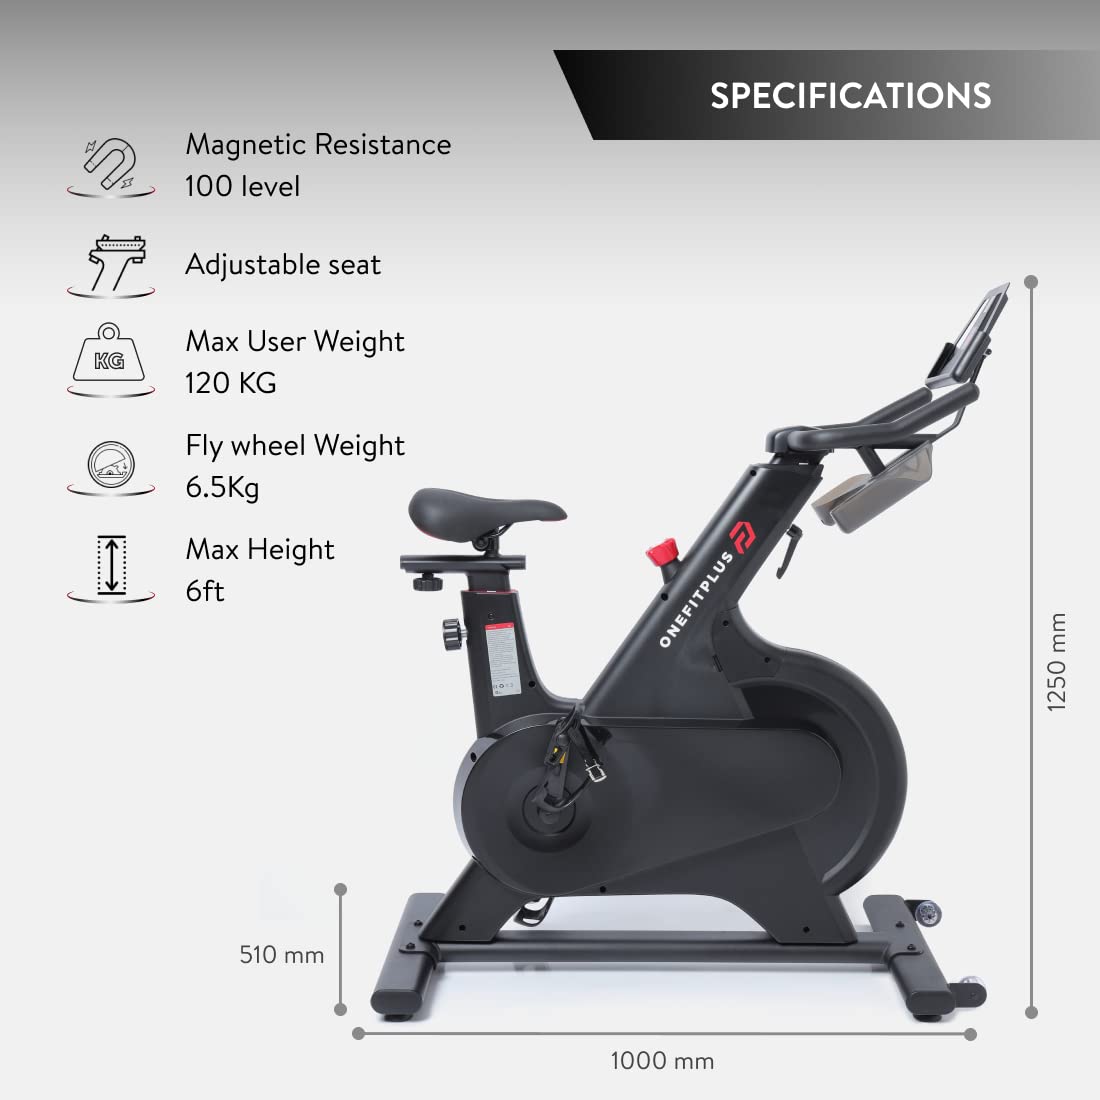 SPECIFICATIONS
Magnetic Resistance
100 level
Adjustable seat
KG
Max User Weight
120 KG
Fly wheel Weight
6.5Kg
Max Height
6ft
ONEFITPLUS
1250 mm
510 mm
1000 mm